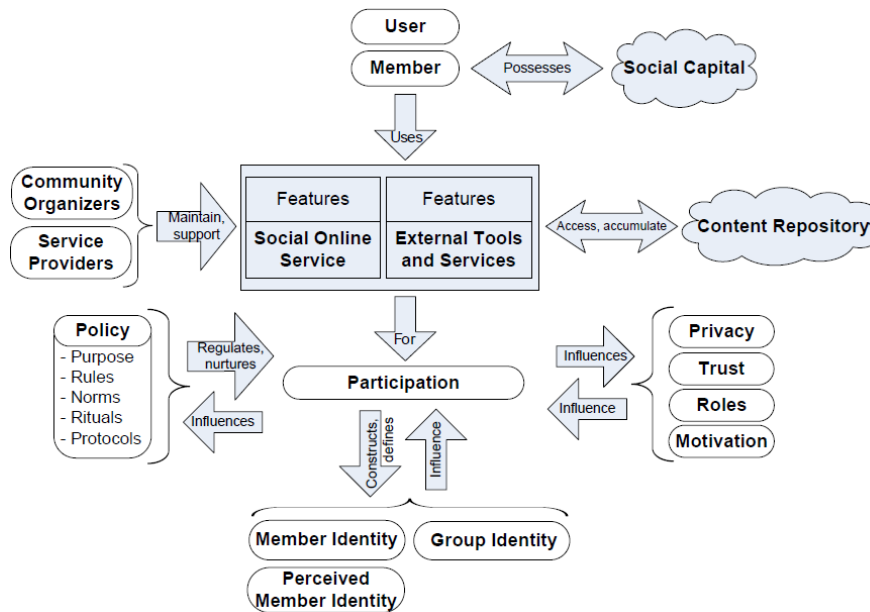 User
Member
Possesses
Social Capital
Uses
Community
Organizers
Service
Providers
Maintain,
support
Features
Features
Social Online
Service
External Tools
and Services
Access, accumulate
Content Repository
For
Policy
- Purpose
- Rules
- Norms
- Rituals
- Protocols
Regulates,
nurtures
Influences
Participation
Influences
Influence
Privacy
Trust
Roles
Motivation
Constructs,
defines
Influence
Member Identity
Group Identity
Perceived
Member Identity